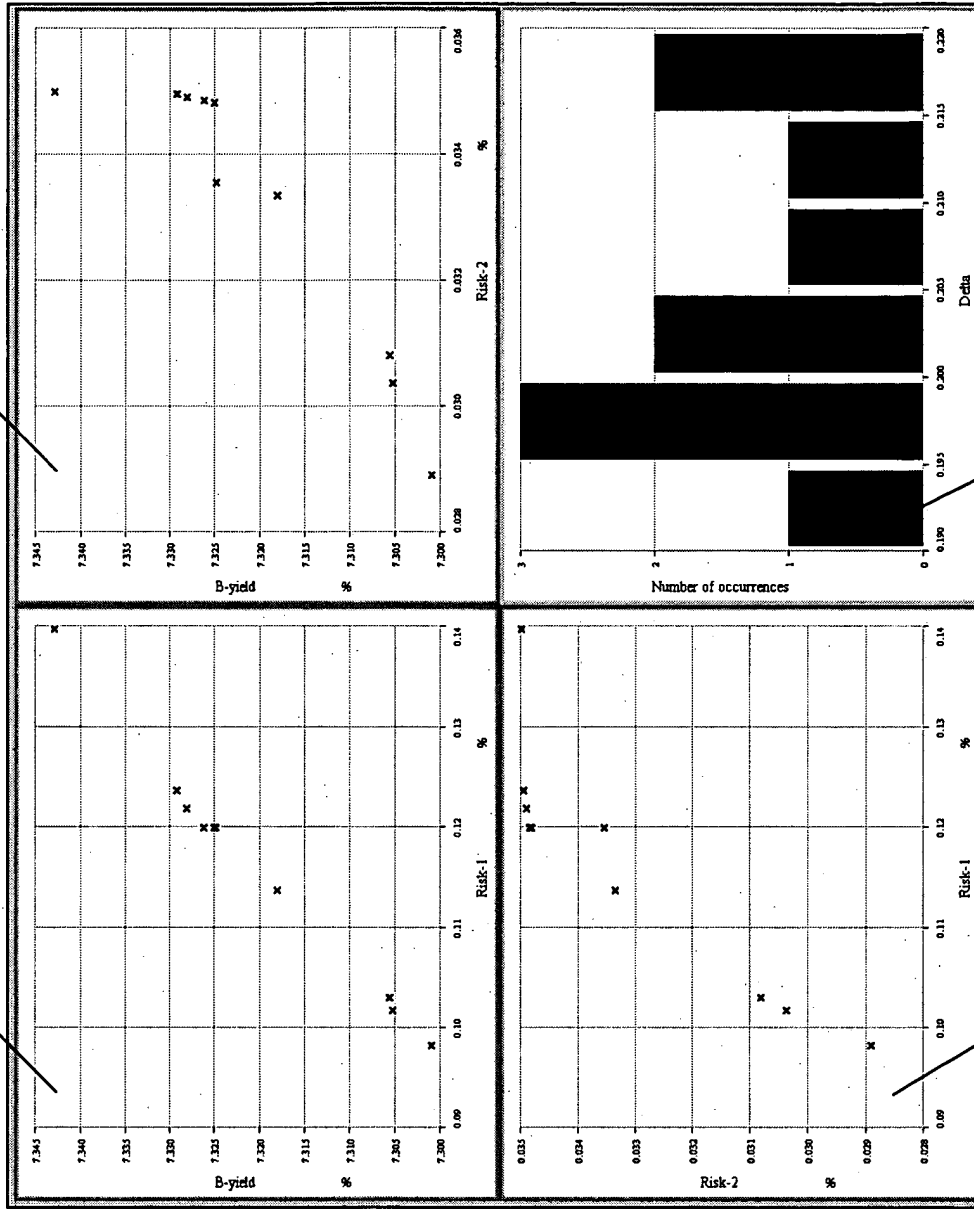 7.345
7.340
7.335
7.330
7.325
7.320
7.315
7.310
7.305
7.300
B-yield %
0.09 0.10 0.11 0.12 0.13 0.14
Risk-1 %
7.345
7.340
7.335
7.330
7.325
7.320
7.315
7.310
7.305
7.300
B-yield %
0.028 0.030 0.032 0.034 0.036
Risk-2 %
0.035
0.034
0.033
0.032
0.031
0.030
0.029
0.028
Risk-2 %
0.09 0.10 0.11 0.12 0.13 0.14
Risk-1 %
3
2
1
0
Number of occurrences
0.190 0.195 0.200 0.205 0.210 0.215 0.220
Delta